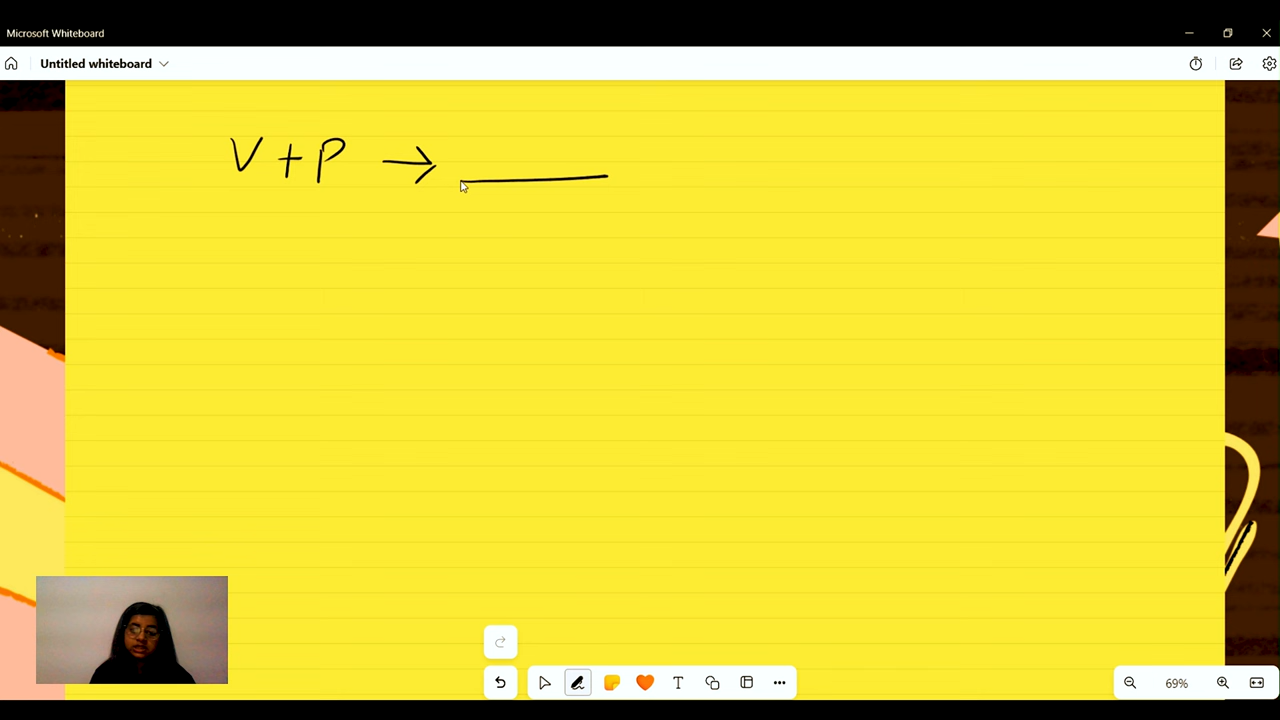 Microsoft Whiteboard
Untitled whiteboard
V + P → ______
T
69%